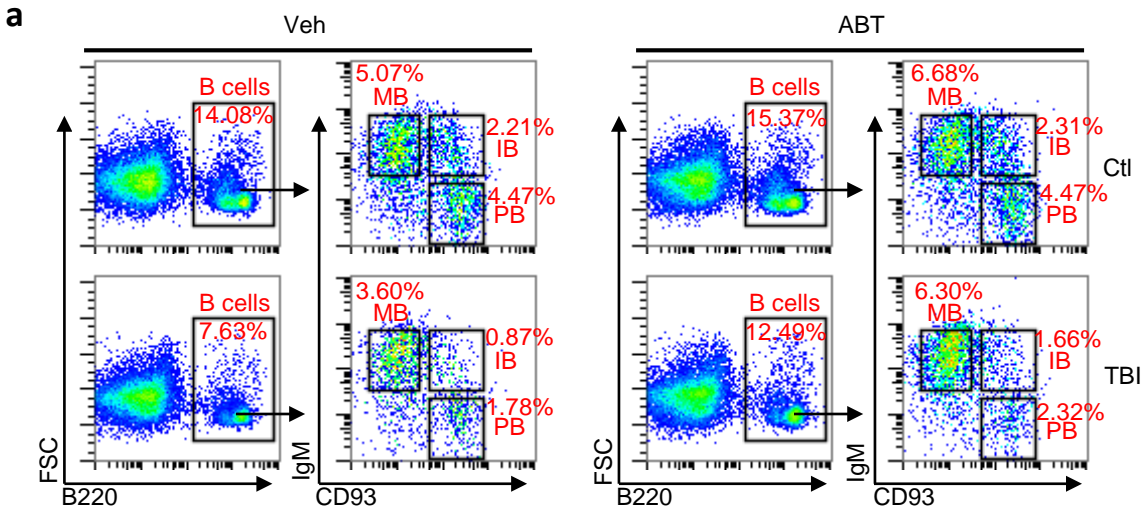 a
Veh
ABT
B cells
14.08%
5.07%
MB
2.21%
IB
4.47%
PB
B cells
15.37%
6.68%
MB
2.31%
IB
4.47%
PB
Ctl
B cells
7.63%
3.60%
MB
0.87%
IB
1.78%
PB
B cells
12.49%
6.30%
MB
1.66%
IB
2.32%
PB
TBI
FSC
B220
IgM
CD93
FSC
B220
IgM
CD93